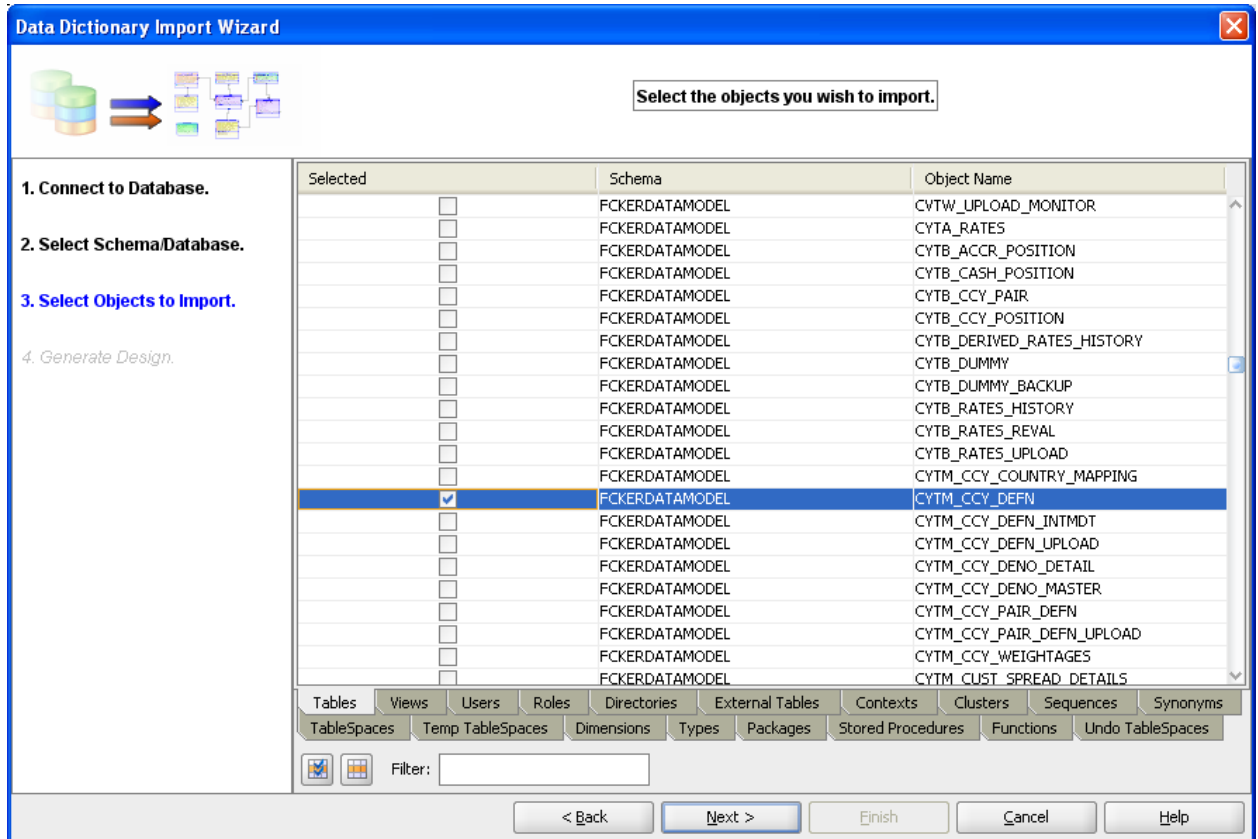 Data Dictionary Import Wizard
Select the objects you wish to import.
1. Connect to Database.
2. Select Schema/Database.
3. Select Objects to Import.
4. Generate Design.
Selected Schema Object Name
FCKERDATAMODEL CVTW_UPLOAD_MONITOR
FCKERDATAMODEL CYTA_RATES
FCKERDATAMODEL CYTB_ACCR_POSITION
FCKERDATAMODEL CYTB_CASH_POSITION
FCKERDATAMODEL CYTB_CCY_PAIR
FCKERDATAMODEL CYTB_CCY_POSITION
FCKERDATAMODEL CYTB_DERIVED_RATES_HISTORY
FCKERDATAMODEL CYTB_DUMMY
FCKERDATAMODEL CYTB_DUMMY_BACKUP
FCKERDATAMODEL CYTB_RATES_HISTORY
FCKERDATAMODEL CYTB_RATES_REVAL
FCKERDATAMODEL CYTB_RATES_UPLOAD
FCKERDATAMODEL CYTM_CCY_COUNTRY_MAPPING
FCKERDATAMODEL CYTM_CCY_DEFN
FCKERDATAMODEL CYTM_CCY_DEFN_INTMDT
FCKERDATAMODEL CYTM_CCY_DEFN_UPLOAD
FCKERDATAMODEL CYTM_CCY_DENO_DETAIL
FCKERDATAMODEL CYTM_CCY_DENO_MASTER
FCKERDATAMODEL CYTM_CCY_PAIR_DEFN
FCKERDATAMODEL CYTM_CCY_PAIR_DEFN_UPLOAD
FCKERDATAMODEL CYTM_CCY_WEIGHTAGES
FCKERDATAMODEL CYTM_CUST_SPREAD_DETAILS
Tables Views Users Roles Directories External Tables Contexts Clusters Sequences Synonyms
TableSpaces Temp TableSpaces Dimensions Types Packages Stored Procedures Functions Undo TableSpaces
Filter:
< Back Next > Finish Cancel Help